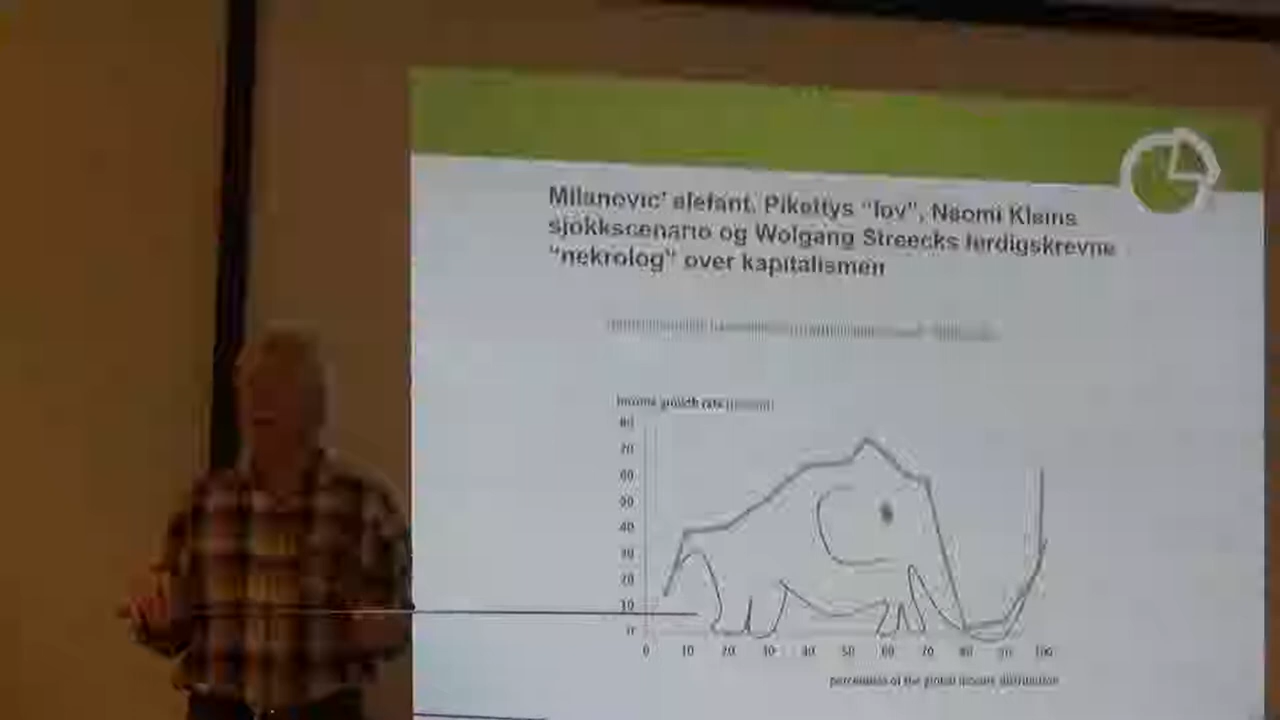 Milanovic' elefant, Pikettys "lov", Naomi Kleins
sjokkscenario og Wolgang Streecks ferdigskrevne
"nekrolog" over kapitalismen
Income growth rate (percent)
80
70
60
50
40
30
20
10
0
0 10 20 30 40 50 60 70 80 90 100
percentiles of the global income distribution